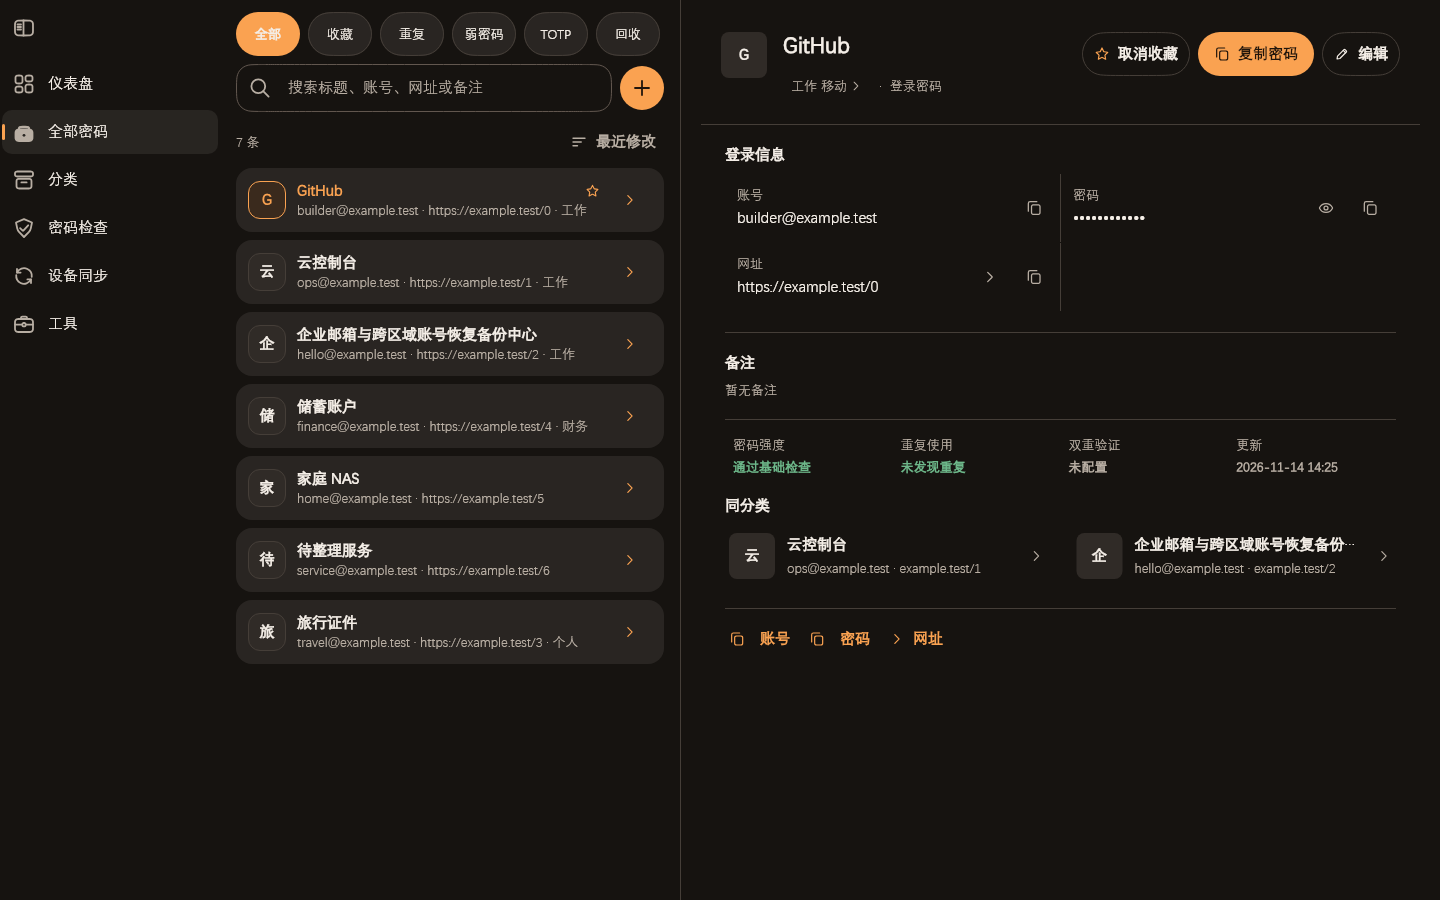 仪表盘
全部密码
分类
密码检查
设备同步
工具
全部 收藏 重复 弱密码 TOTP 回收
搜索标题、账号、网址或备注
7 条 最近修改
G GitHub
builder@example.test · https://example.test/0 · 工作
云 云控制台
ops@example.test · https://example.test/1 · 工作
企 企业邮箱与跨区域账号恢复备份中心
hello@example.test · https://example.test/2 · 工作
储 储蓄账户
finance@example.test · https://example.test/4 · 财务
家 家庭 NAS
home@example.test · https://example.test/5
待 待整理服务
service@example.test · https://example.test/6
旅 旅行证件
travel@example.test · https://example.test/3 · 个人
G GitHub
工作 移动 · 登录密码
取消收藏 复制密码 编辑
登录信息
账号
builder@example.test
密码
••••••••••••
网址
https://example.test/0
备注
暂无备注
密码强度 重复使用 双重验证 更新
通过基础检查 未发现重复 未配置 2026-11-14 14:25
同分类
云 云控制台
ops@example.test · example.test/1
企 企业邮箱与跨区域账号恢复备份…
hello@example.test · example.test/2
账号 密码 网址